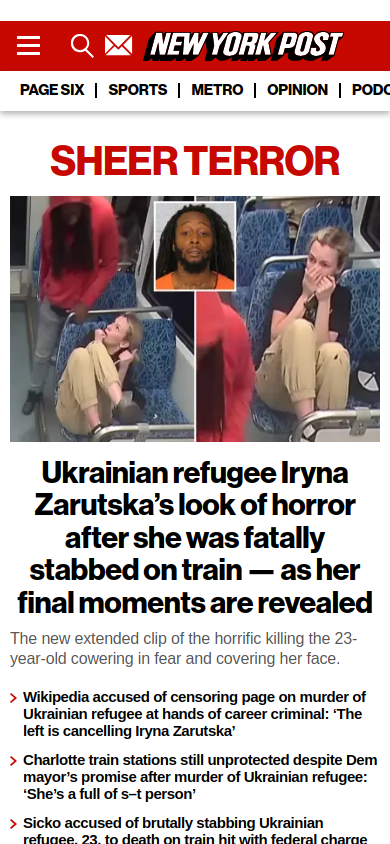 NEW YORK POST
PAGE SIX | SPORTS | METRO | OPINION | PODC
SHEER TERROR
Ukrainian refugee Iryna
Zarutska’s look of horror
after she was fatally
stabbed on train — as her
final moments are revealed
The new extended clip of the horrific killing the 23-
year-old cowering in fear and covering her face.
Wikipedia accused of censoring page on murder of
Ukrainian refugee at hands of career criminal: ‘The
left is cancelling Iryna Zarutska’
Charlotte train stations still unprotected despite Dem
mayor’s promise after murder of Ukrainian refugee:
‘She’s a full of s–t person’
Sicko accused of brutally stabbing Ukrainian
refugee, 23, to death on train hit with federal charge